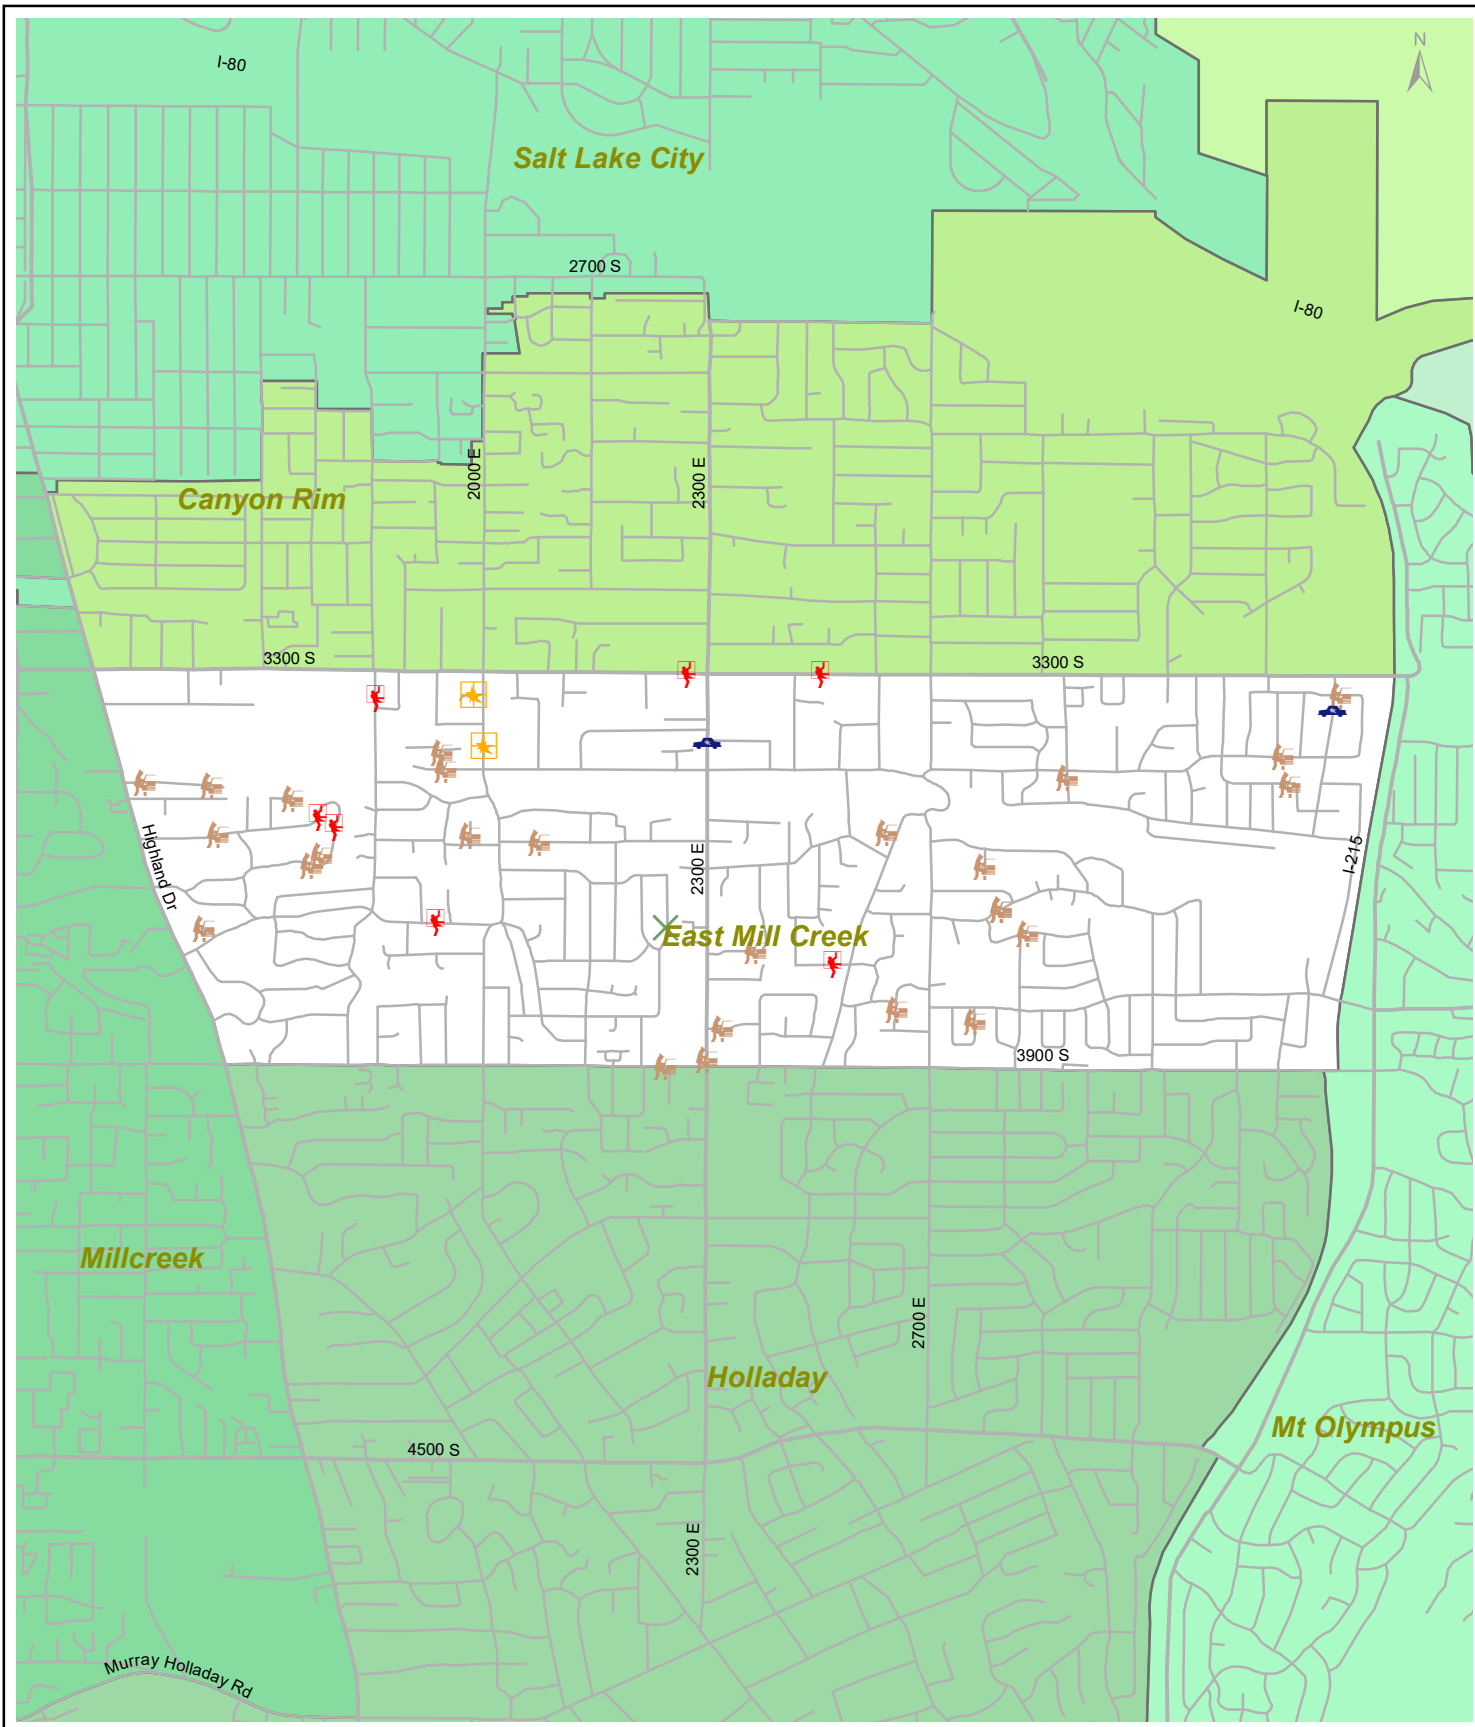 N
I-80
Salt Lake City
2700 S
I-80
2000 E
2300 E
Canyon Rim
3300 S
3300 S
Highland Dr
2300 E
I-215
East Mill Creek
3900 S
Millcreek
2700 E
Holladay
Mt Olympus
4500 S
2300 E
Murray Holladay Rd